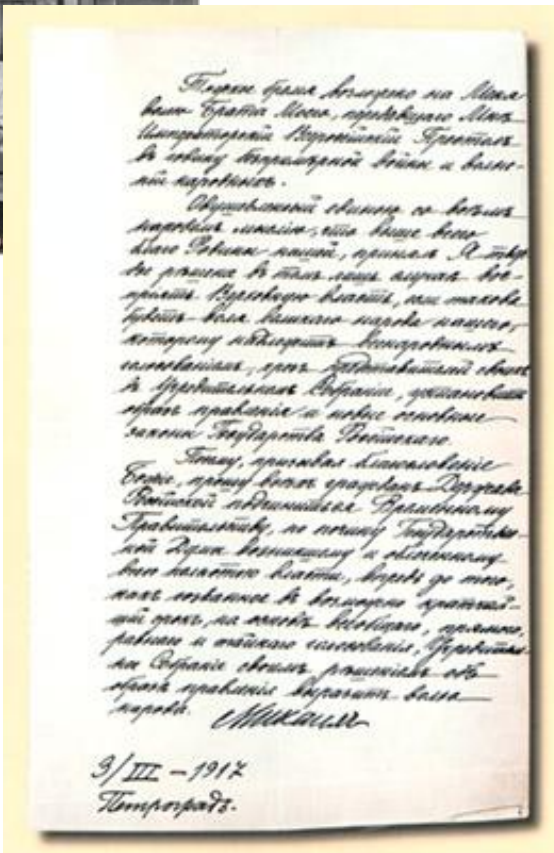 Тяжкое бремя возложено на Меня
волею Брата Моего, передавшаго Мнѣ
Императорскій Всероссійскій Престолъ
въ годину безпримѣрной войны и волне-
ній народныхъ.
Одушевленный единою со всѣмъ
народомъ мыслію, что выше всего
благо Родины нашей, принялъ Я твер-
дое рѣшеніе въ томъ лишь случаѣ вос-
пріять Верховную власть, если такова
будетъ воля великаго народа нашего,
которому надлежитъ всенароднымъ
голосованіемъ, чрезъ представителей своихъ
въ Учредительномъ Собраніи, установить
образъ правленія и новые основные
законы Государства Россійскаго.
Посему, призывая благословеніе
Божіе, прошу всѣхъ гражданъ Державы
Россійской подчиниться Временному
Правительству, по почину Государствен-
ной Думы возникшему и облеченному
всею полнотою власти, впредь до того,
какъ созванное въ возможно кратчай-
шій срокъ, на основѣ всеобщаго, прямого,
равнаго и тайнаго голосованія, Учредитель-
ное Собраніе своимъ рѣшеніемъ объ
образѣ правленія выразитъ волю
народа.
Михаилъ
3/III – 1917
Петроградъ.